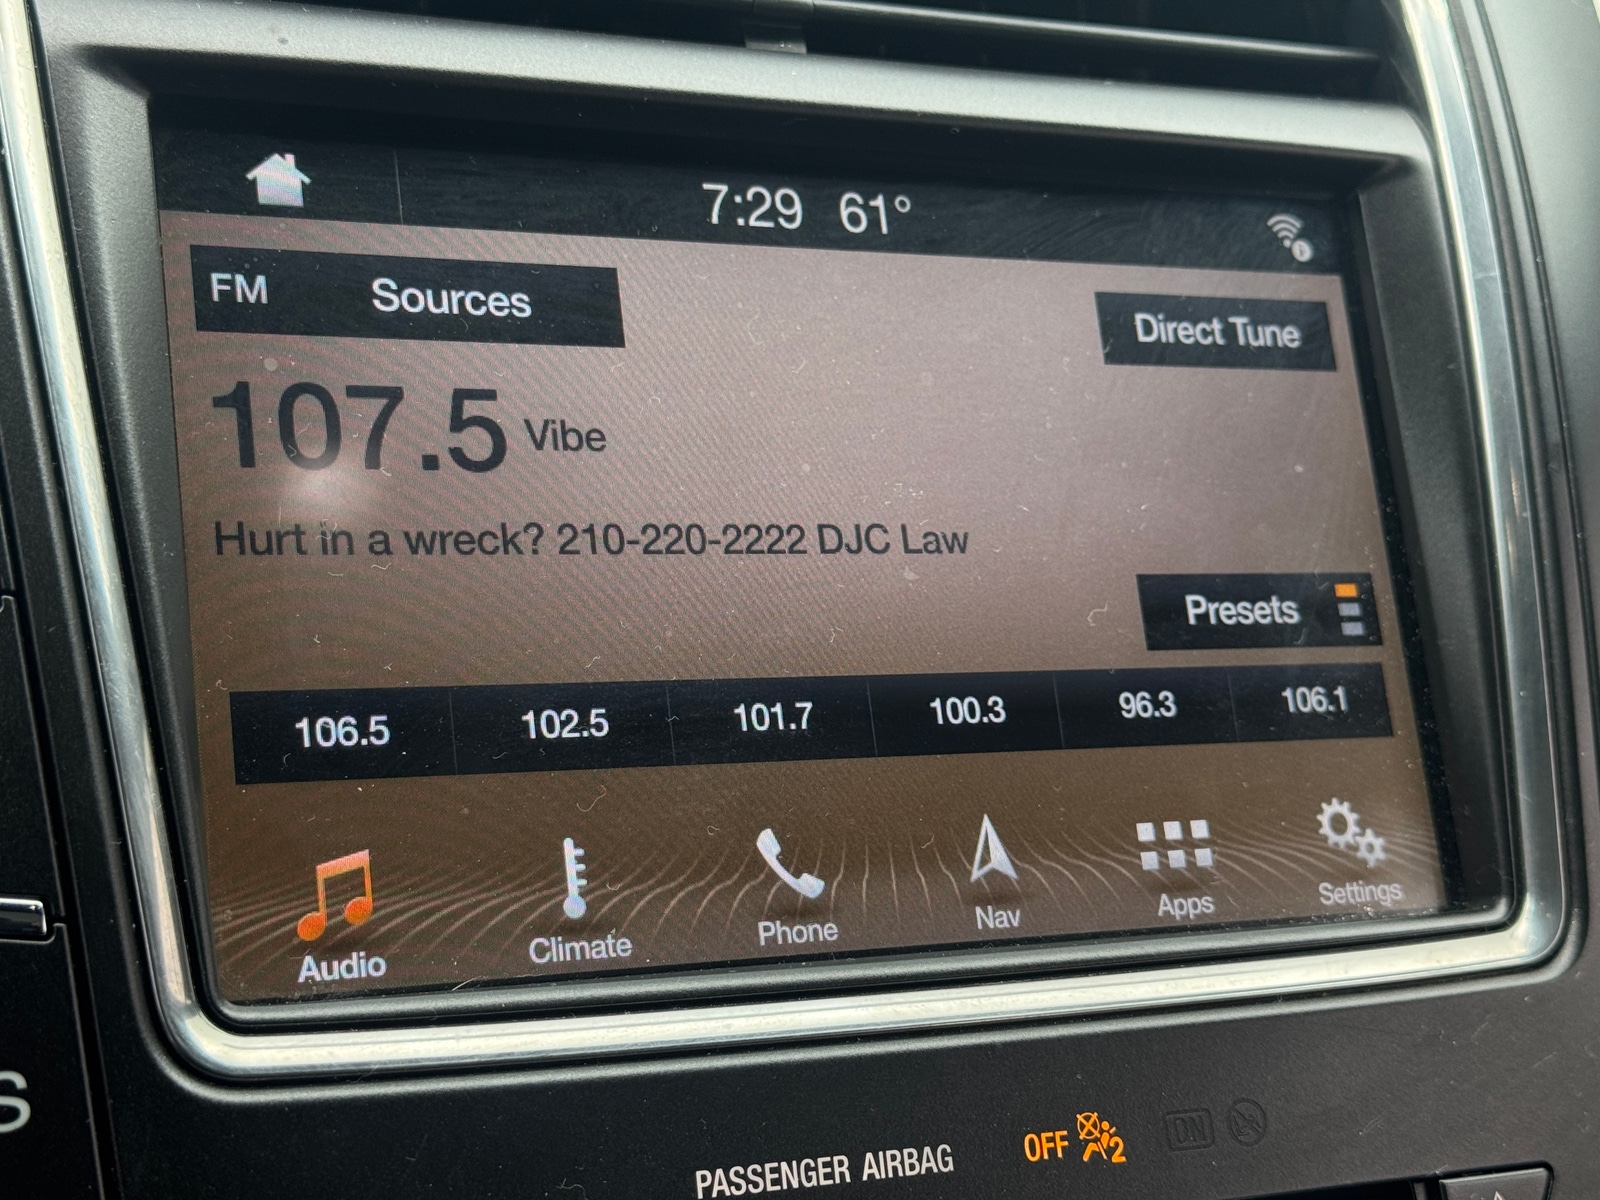 7:29 61°
FM Sources
Direct Tune
107.5 Vibe
Hurt in a wreck? 210-220-2222 DJC Law
Presets
106.5 102.5 101.7 100.3 96.3 106.1
Audio Climate Phone Nav Apps Settings
S
PASSENGER AIRBAG OFF 2 ON